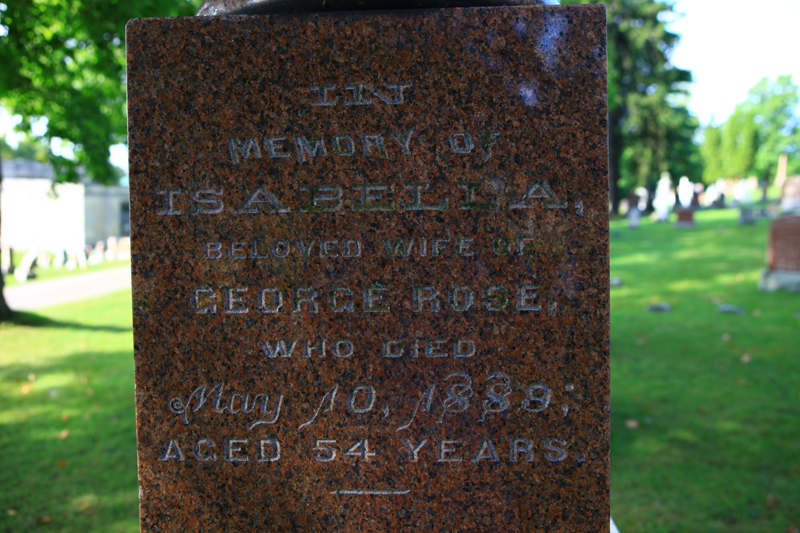 IN
MEMORY OF
ISABELLA,
BELOVED WIFE OF
GEORGE ROSE,
WHO DIED
May 10, 1889;
AGED 54 YEARS.